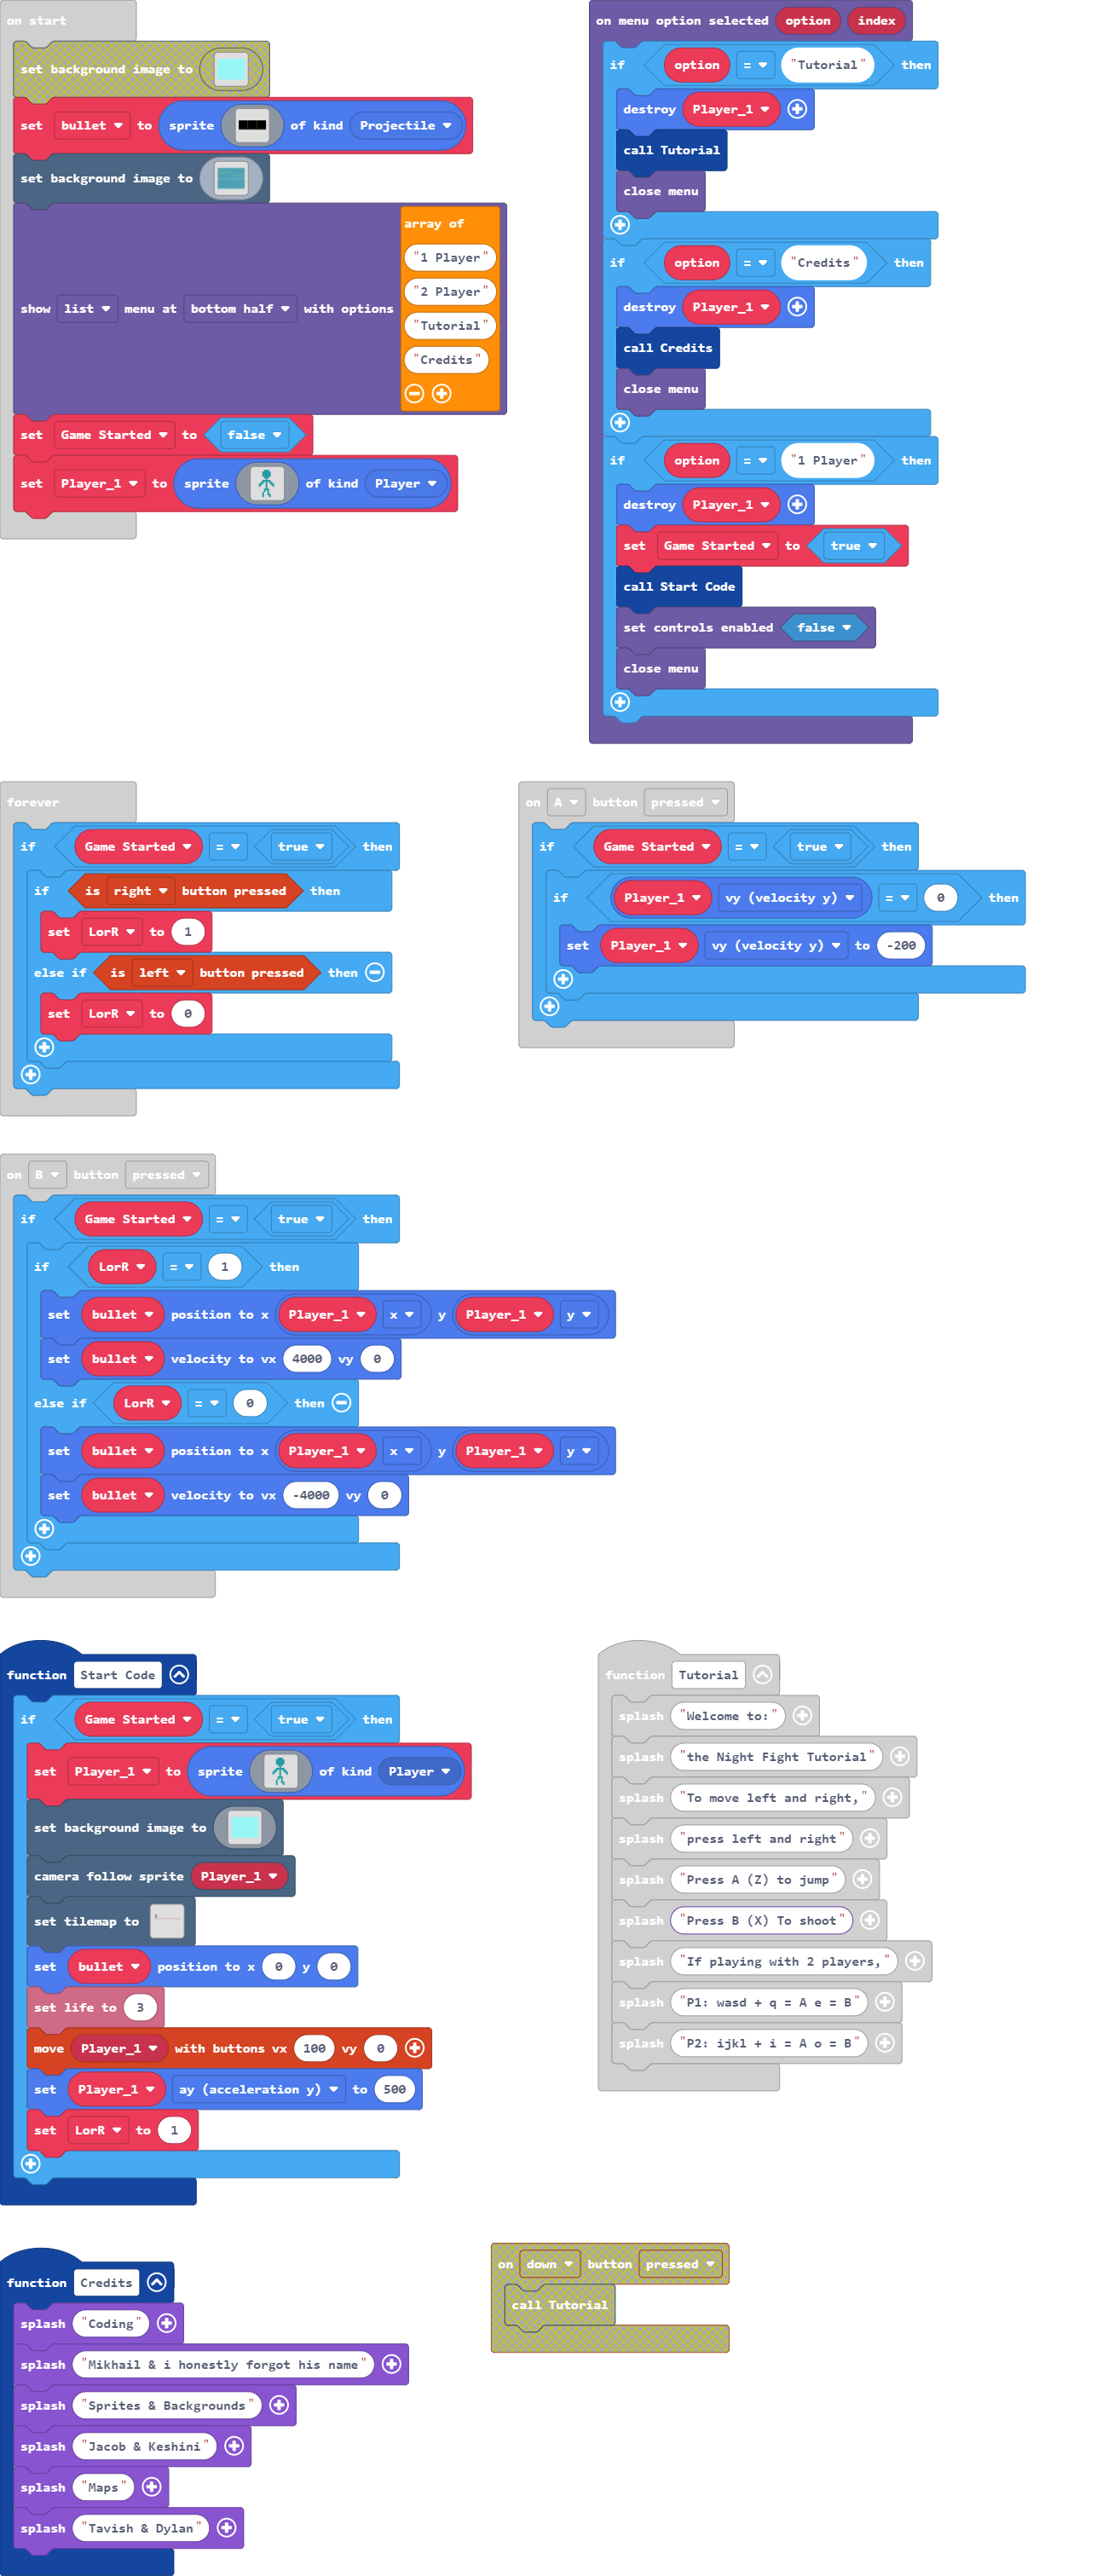 on start
set background image to
set bullet to sprite of kind Projectile
set background image to
show list menu at bottom half with options
array of
"1 Player"
"2 Player"
"Tutorial"
"Credits"
set Game Started to false
set Player_1 to sprite of kind Player
on menu option selected option index
if option = "Tutorial" then
destroy Player_1
call Tutorial
close menu
if option = "Credits" then
destroy Player_1
call Credits
close menu
if option = "1 Player" then
destroy Player_1
set Game Started to true
call Start Code
set controls enabled false
close menu
forever
if Game Started = true then
if is right button pressed then
set LorR to 1
else if is left button pressed then
set LorR to 0
on A button pressed
if Game Started = true then
if Player_1 vy (velocity y) = 0 then
set Player_1 vy (velocity y) to -200
on B button pressed
if Game Started = true then
if LorR = 1 then
set bullet position to x Player_1 x y Player_1 y
set bullet velocity to vx 4000 vy 0
else if LorR = 0 then
set bullet position to x Player_1 x y Player_1 y
set bullet velocity to vx -4000 vy 0
function Start Code
if Game Started = true then
set Player_1 to sprite of kind Player
set background image to
camera follow sprite Player_1
set tilemap to
set bullet position to x 0 y 0
set life to 3
move Player_1 with buttons vx 100 vy 0
set Player_1 ay (acceleration y) to 500
set LorR to 1
function Tutorial
splash "Welcome to:"
splash "the Night Fight Tutorial"
splash "To move left and right,"
splash "press left and right"
splash "Press A (Z) to jump"
splash "Press B (X) To shoot"
splash "If playing with 2 players,"
splash "P1: wasd + q = A e = B"
splash "P2: ijkl + i = A o = B"
function Credits
splash "Coding"
splash "Mikhail & i honestly forgot his name"
splash "Sprites & Backgrounds"
splash "Jacob & Keshini"
splash "Maps"
splash "Tavish & Dylan"
on down button pressed
call Tutorial